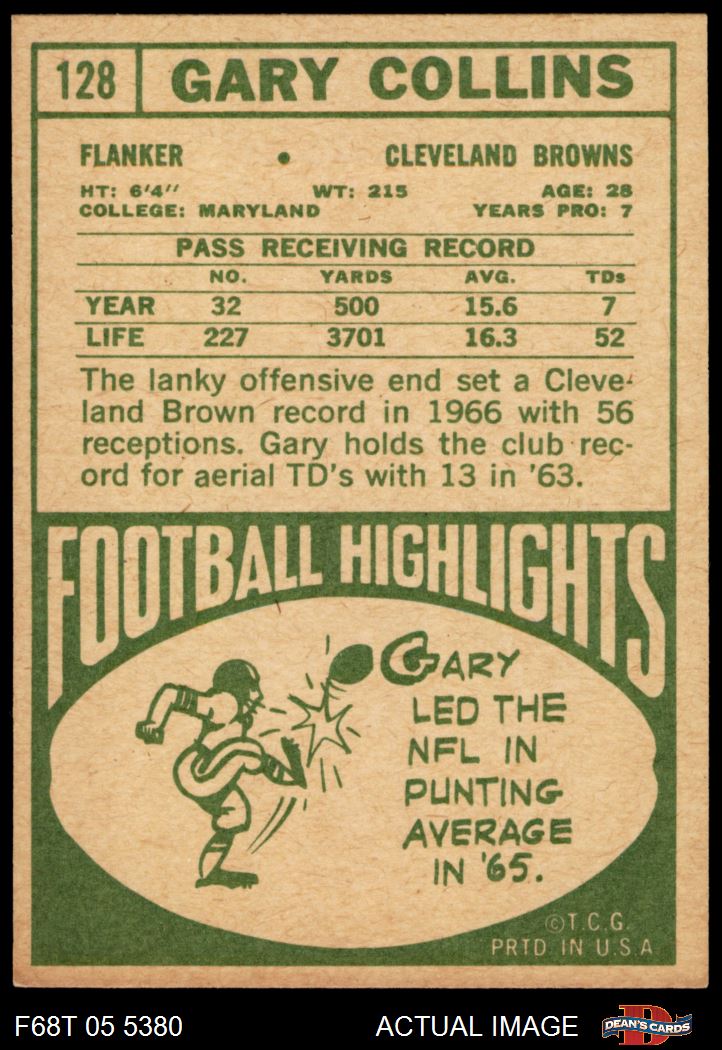 128 GARY COLLINS
FLANKER • CLEVELAND BROWNS
HT: 6'4" WT: 215 AGE: 28
COLLEGE: MARYLAND YEARS PRO: 7
PASS RECEIVING RECORD
NO. YARDS AVG. TDs
YEAR 32 500 15.6 7
LIFE 227 3701 16.3 52
The lanky offensive end set a Cleve-
land Brown record in 1966 with 56
receptions. Gary holds the club rec-
ord for aerial TD's with 13 in '63.
FOOTBALL HIGHLIGHTS
GARY
LED THE
NFL IN
PUNTING
AVERAGE
IN '65.
©T.C.G.
PRTD IN U.S.A
F68T 05 5380 ACTUAL IMAGE D DEAN'S CARDS